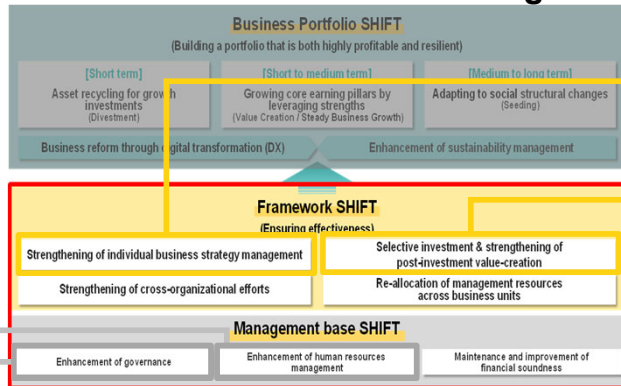 Business Portfolio SHIFT
(Building a portfolio that is both highly profitable and resilient)
[Short term]
Asset recycling for growth
investments
(Divestment)
[Short to medium term]
Growing core earning pillars by
leveraging strengths
(Value Creation / Steady Business Growth)
[Medium to long term]
Adapting to social structural changes
(Seeding)
Business reform through digital transformation (DX)
Enhancement of sustainability management
Framework SHIFT
(Ensuring effectiveness)
Strengthening of individual business strategy management
Selective investment & strengthening of
post-investment value-creation
Strengthening of cross-organizational efforts
Re-allocation of management resources
across business units
Management base SHIFT
Enhancement of governance
Enhancement of human resources
management
Maintenance and improvement of
financial soundness